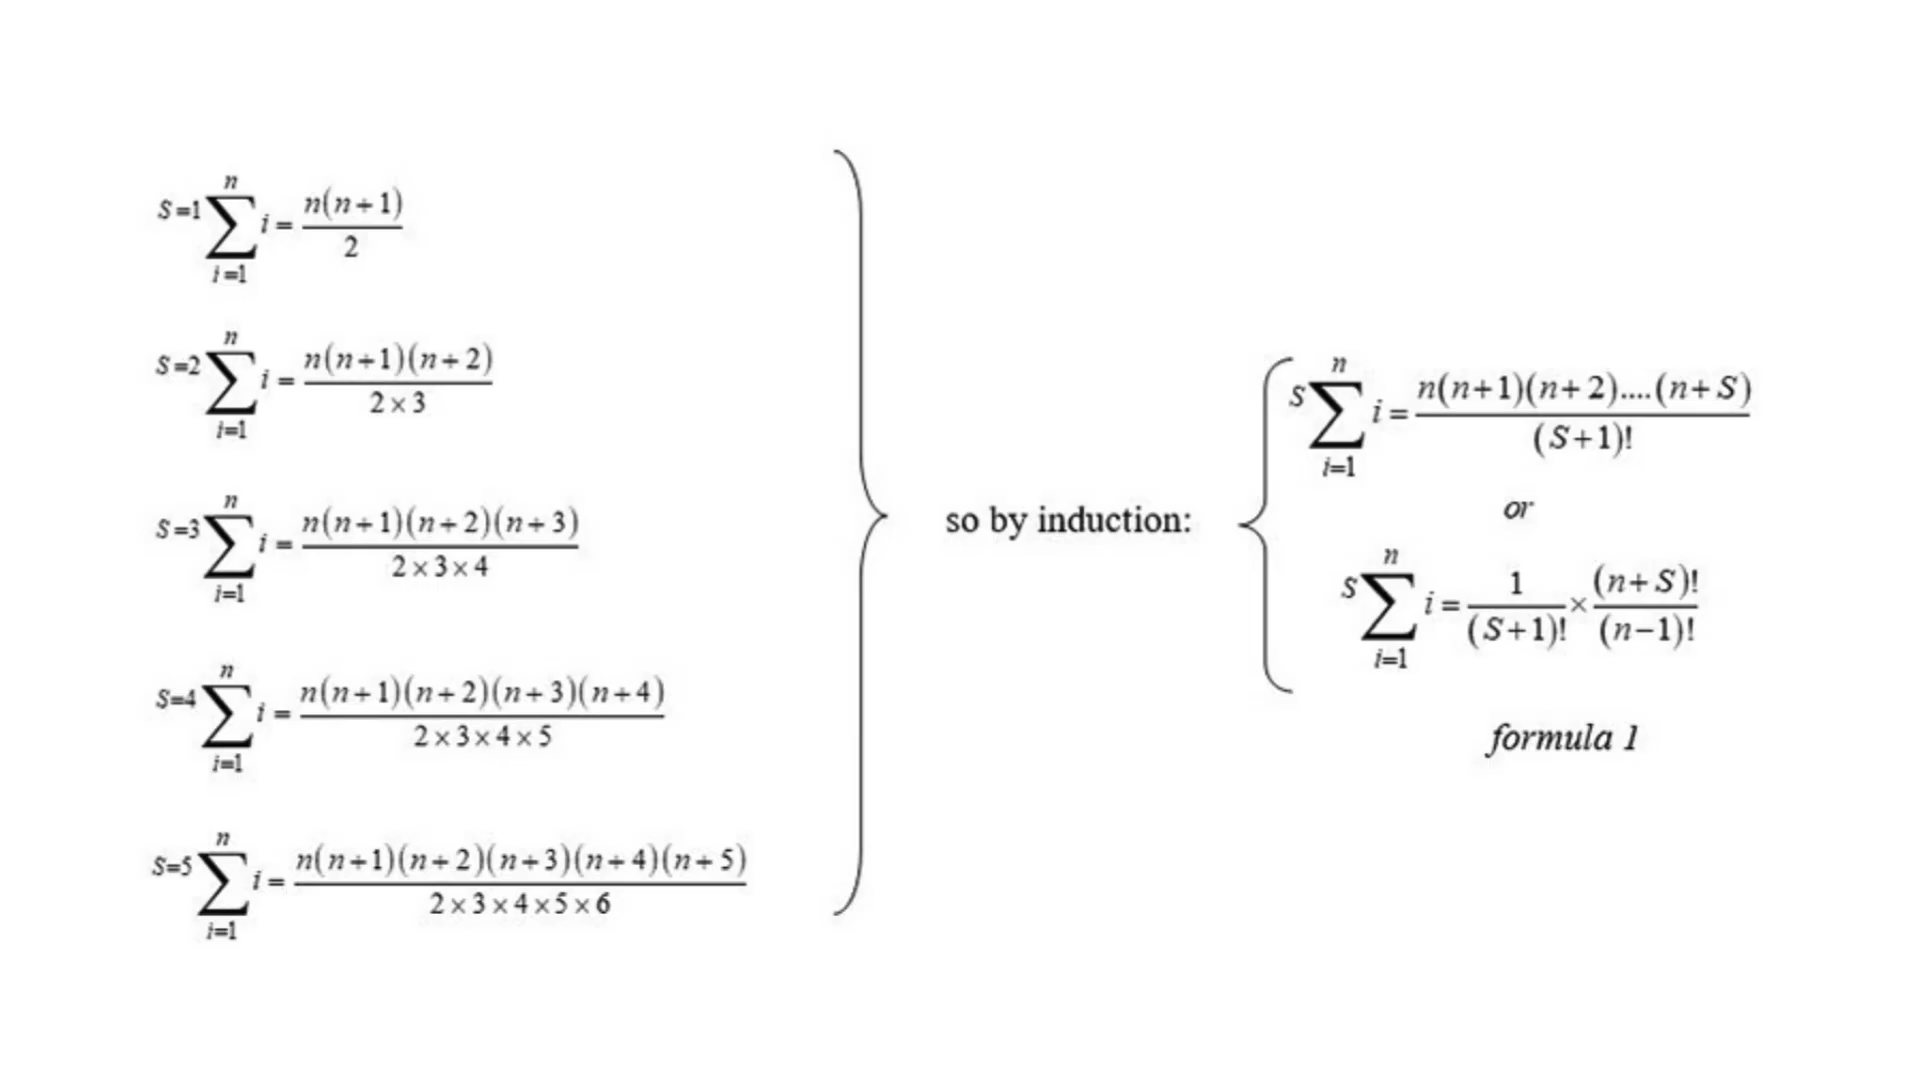 S=1 ∑_{i=1}^{n} i = n(n+1) / 2
S=2 ∑_{i=1}^{n} i = n(n+1)(n+2) / 2×3
S=3 ∑_{i=1}^{n} i = n(n+1)(n+2)(n+3) / 2×3×4
S=4 ∑_{i=1}^{n} i = n(n+1)(n+2)(n+3)(n+4) / 2×3×4×5
S=5 ∑_{i=1}^{n} i = n(n+1)(n+2)(n+3)(n+4)(n+5) / 2×3×4×5×6
so by induction:
S ∑_{i=1}^{n} i = n(n+1)(n+2)....(n+S) / (S+1)!
or
S ∑_{i=1}^{n} i = 1 / (S+1)! × (n+S)! / (n−1)!
formula 1